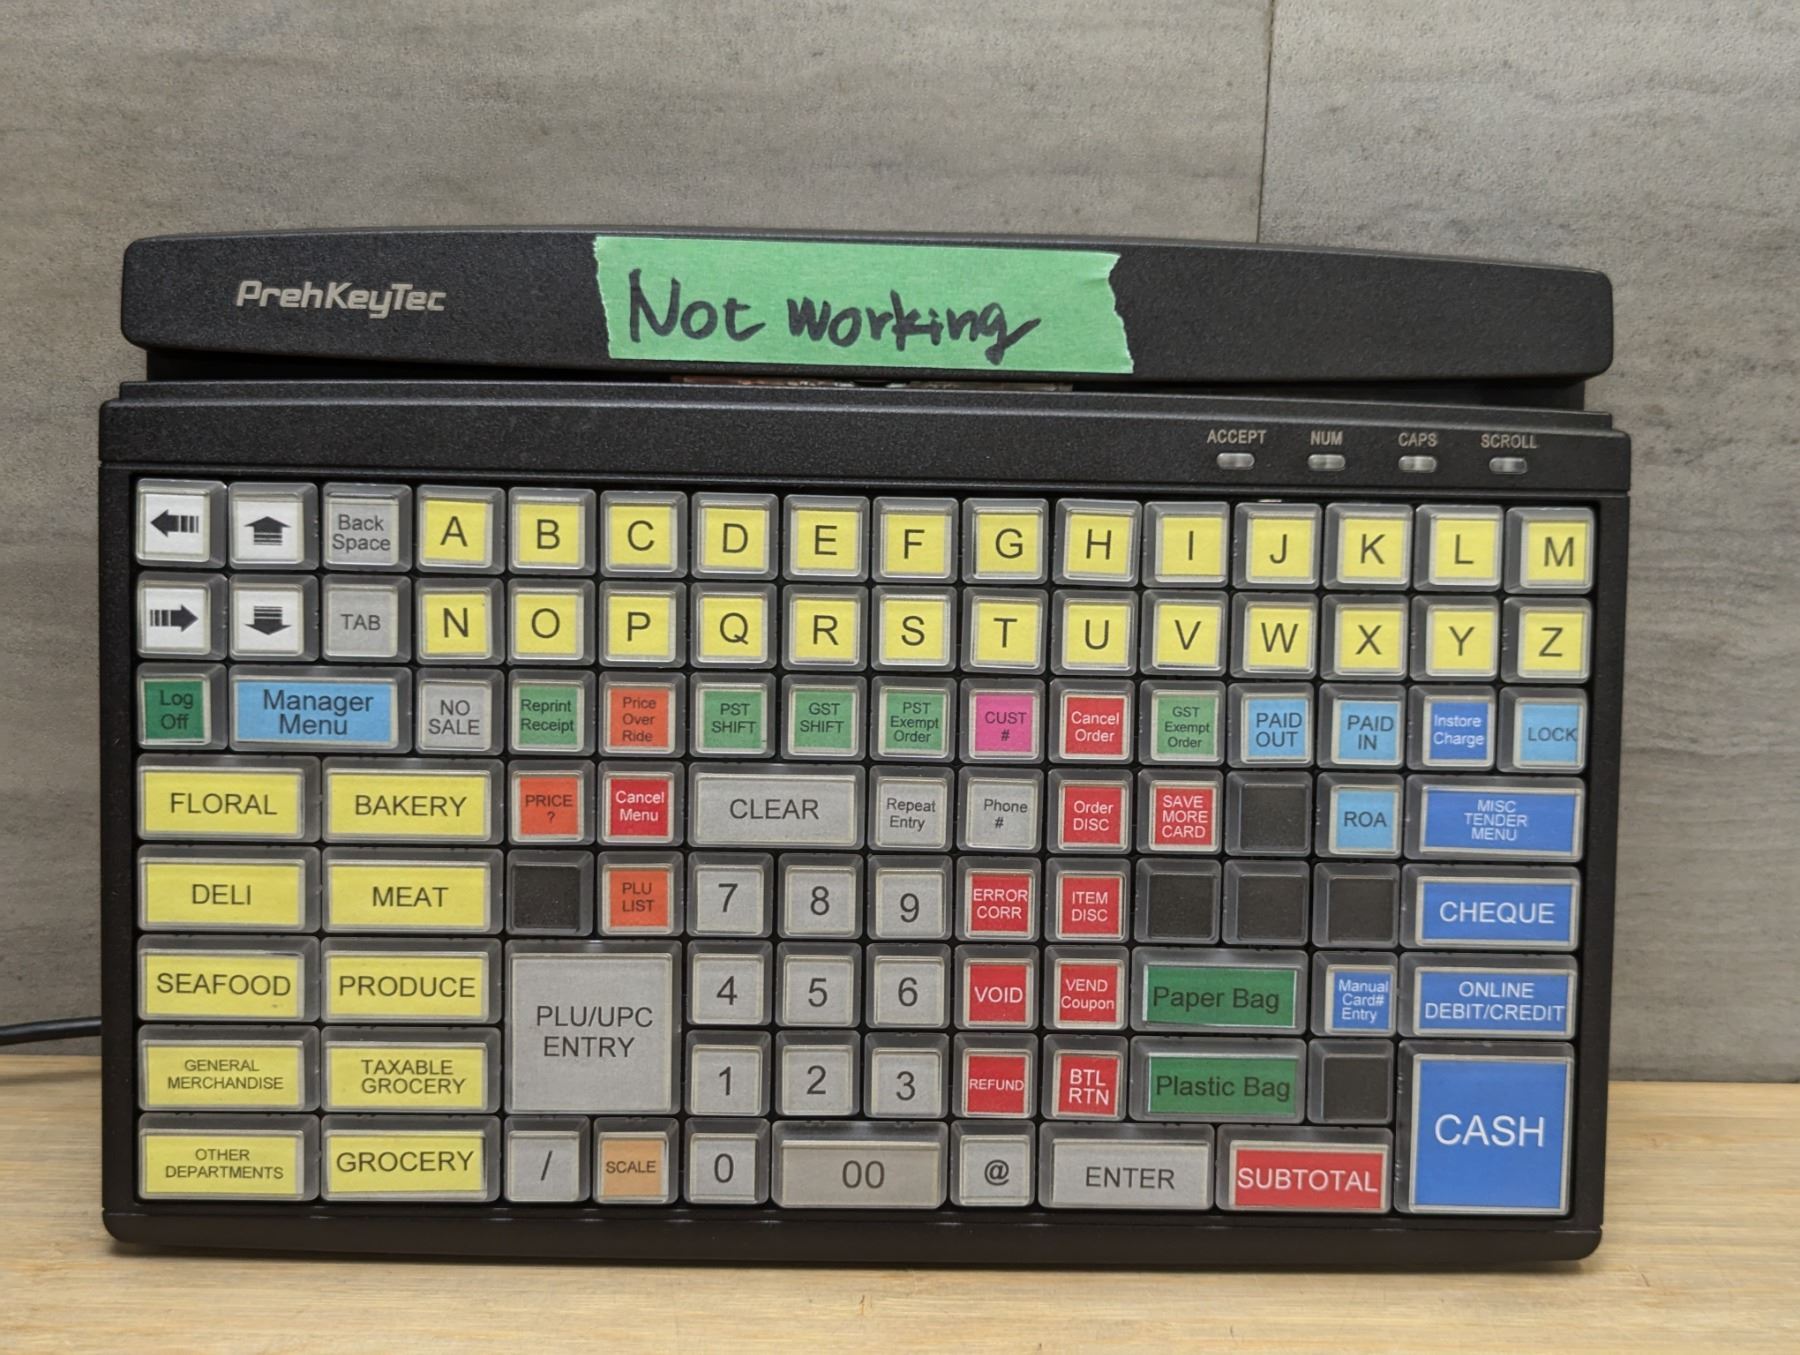 PrehKeyTec
Not working
ACCEPT NUM CAPS SCROLL
Back
Space
A B C D E F G H I J K L M
TAB
N O P Q R S T U V W X Y Z
Log
Off
Manager
Menu
NO
SALE
Reprint
Receipt
Price
Over
Ride
PST
SHIFT
GST
SHIFT
PST
Exempt
Order
CUST
#
Cancel
Order
GST
Exempt
Order
PAID
OUT
PAID
IN
Instore
Charge
LOCK
FLORAL
BAKERY
PRICE
?
Cancel
Menu
CLEAR
Repeat
Entry
Phone
#
Order
DISC
SAVE
MORE
CARD
ROA
MISC
TENDER
MENU
DELI
MEAT
PLU
LIST
7 8 9
ERROR
CORR
ITEM
DISC
CHEQUE
SEAFOOD
PRODUCE
PLU/UPC
ENTRY
4 5 6
VOID
VEND
Coupon
Paper Bag
Manual
Card#
Entry
ONLINE
DEBIT/CREDIT
GENERAL
MERCHANDISE
TAXABLE
GROCERY
1 2 3
REFUND
BTL
RTN
Plastic Bag
CASH
OTHER
DEPARTMENTS
GROCERY
/
SCALE
0
00
@
ENTER
SUBTOTAL